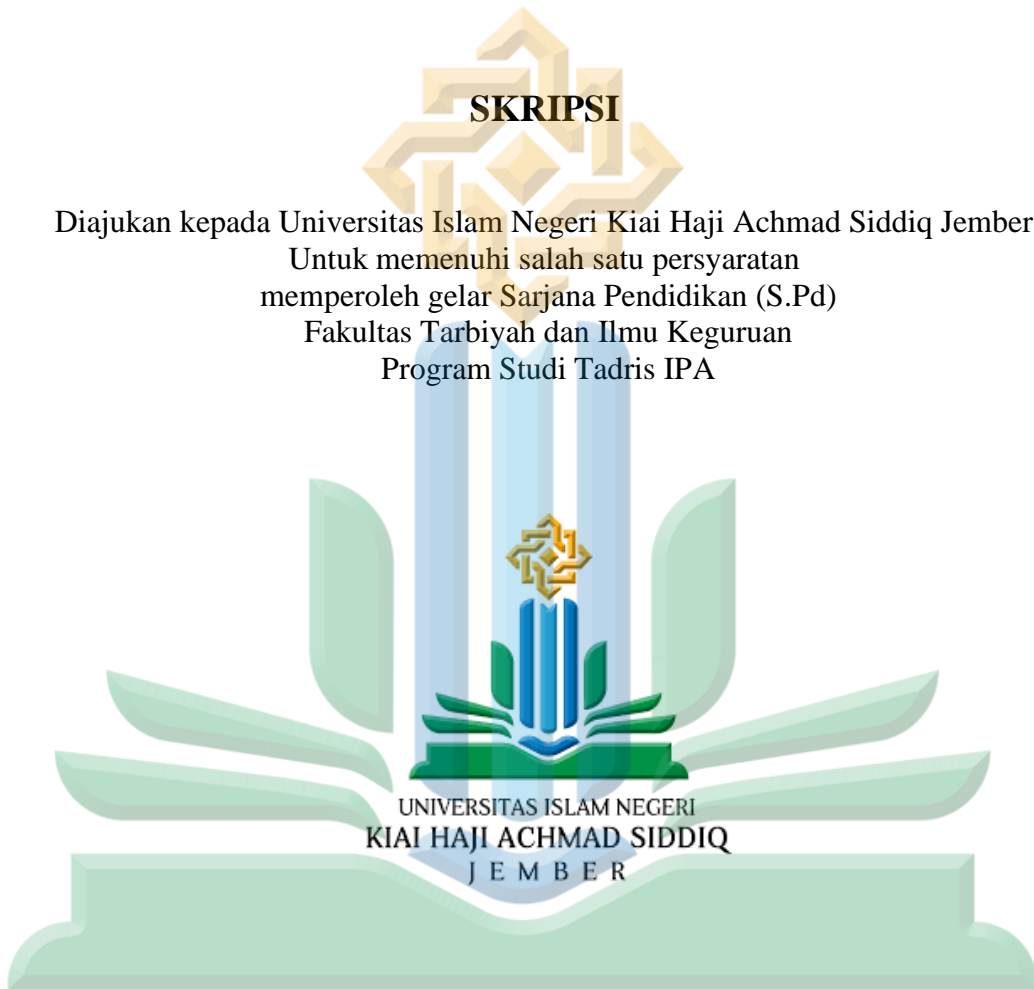 SKRIPSI
Diajukan kepada Universitas Islam Negeri Kiai Haji Achmad Siddiq Jember
Untuk memenuhi salah satu persyaratan
memperoleh gelar Sarjana Pendidikan (S.Pd)
Fakultas Tarbiyah dan Ilmu Keguruan
Program Studi Tadris IPA
UNIVERSITAS ISLAM NEGERI
KIAI HAJI ACHMAD SIDDIQ
JEMBER